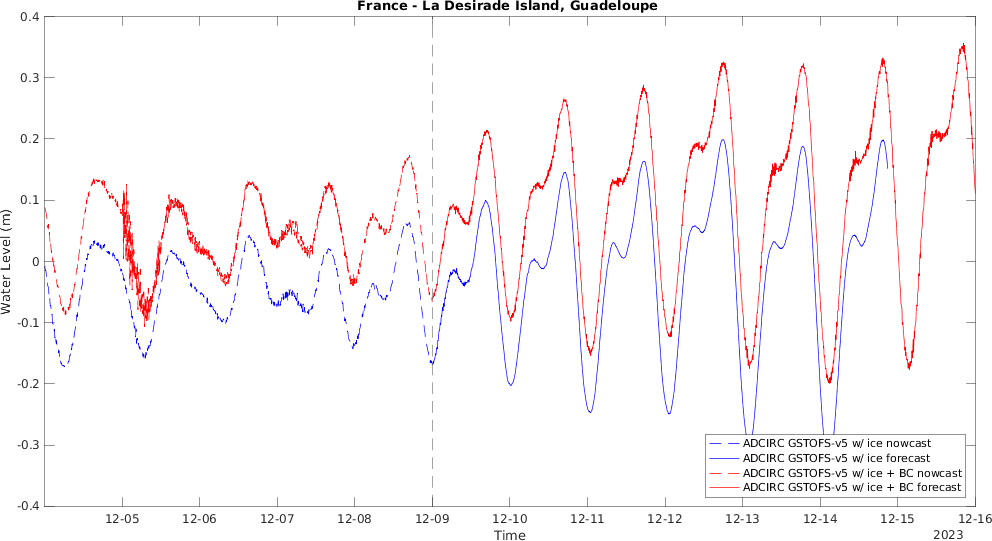 France - La Desirade Island, Guadeloupe
0.4
0.3
0.2
0.1
0
-0.1
-0.2
-0.3
-0.4
Water Level (m)
ADCIRC GSTOFS-v5 w/ ice nowcast
ADCIRC GSTOFS-v5 w/ ice forecast
ADCIRC GSTOFS-v5 w/ ice + BC nowcast
ADCIRC GSTOFS-v5 w/ ice + BC forecast
12-05 12-06 12-07 12-08 12-09 12-10 12-11 12-12 12-13 12-14 12-15 12-16
Time
2023